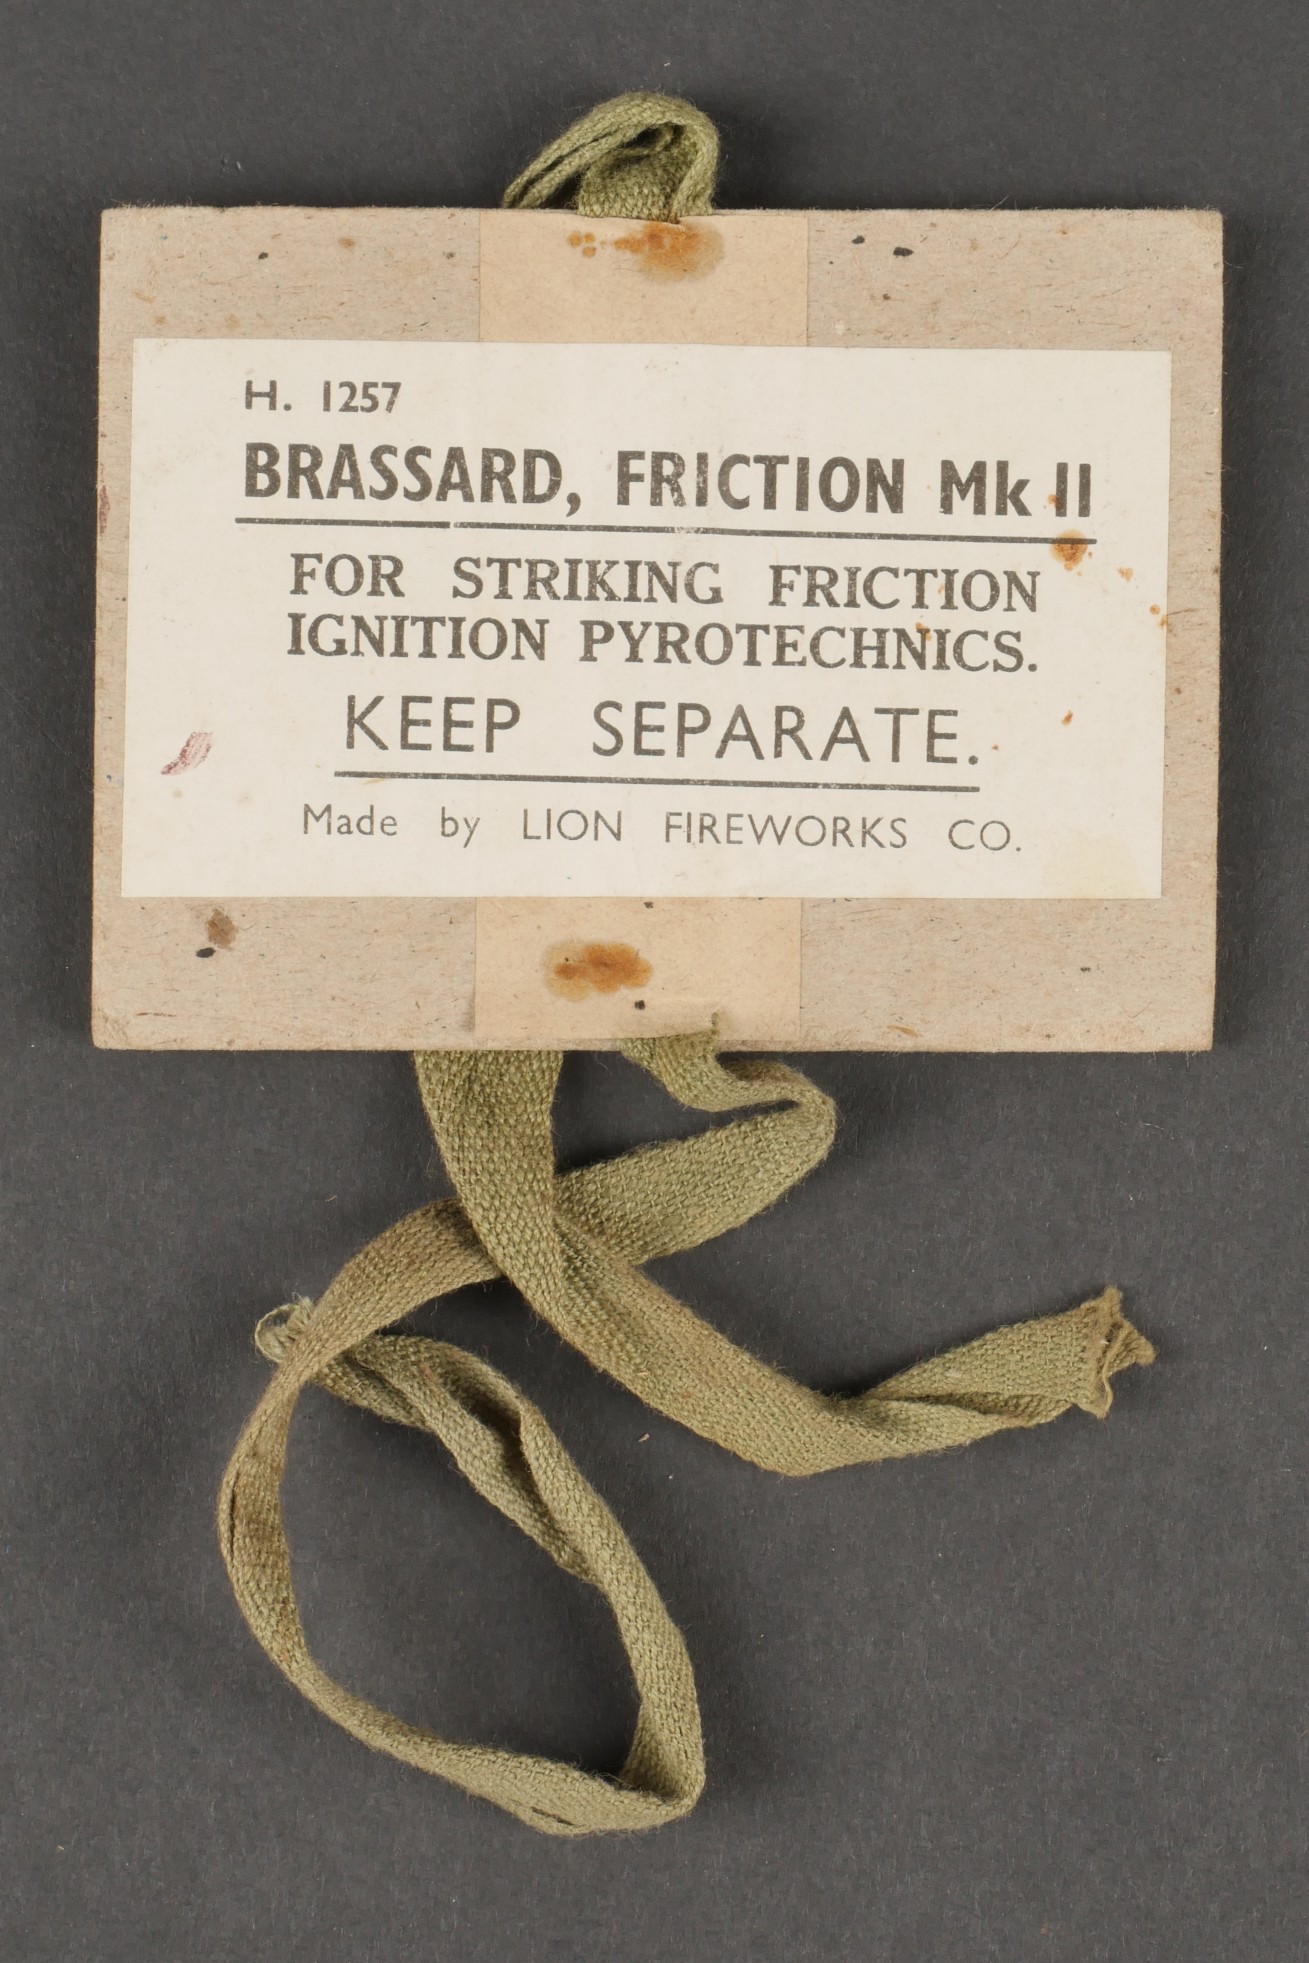 H. 1257
BRASSARD, FRICTION Mk II
FOR STRIKING FRICTION
IGNITION PYROTECHNICS.
KEEP SEPARATE.
Made by LION FIREWORKS CO.